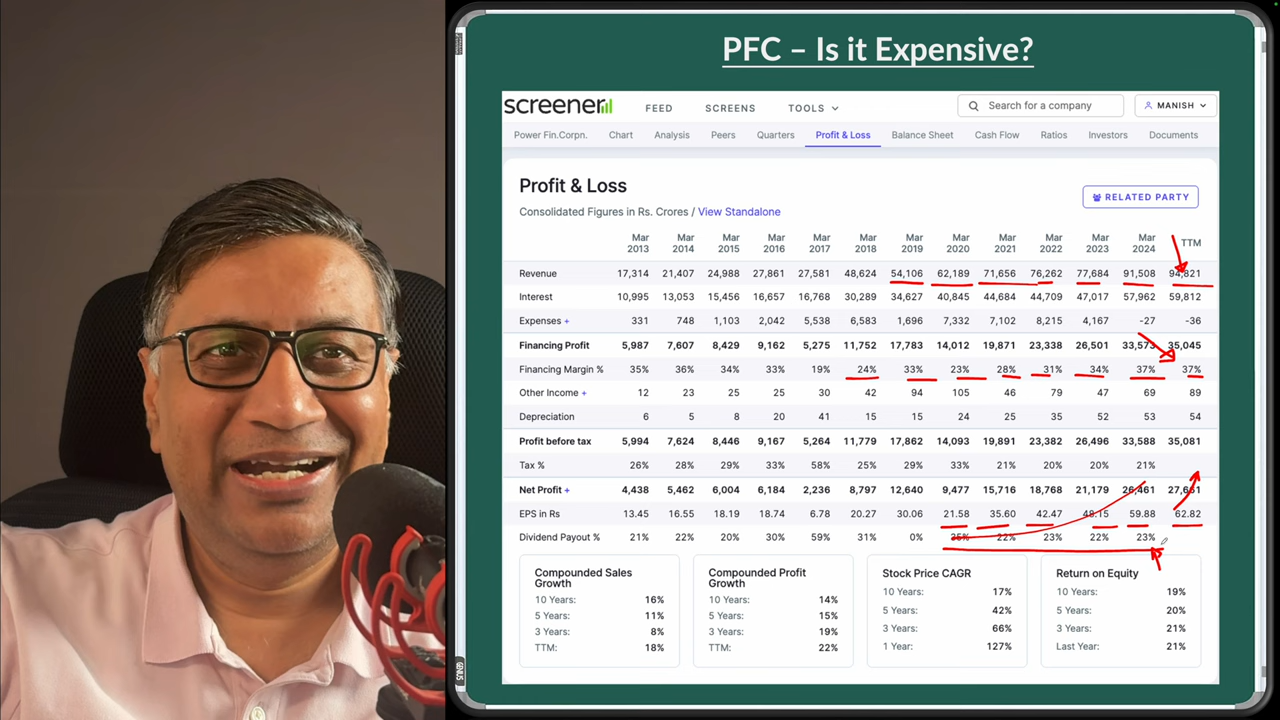 PFC – Is it Expensive?
screener FEED SCREENS TOOLS Search for a company MANISH
Power Fin.Corpn. Chart Analysis Peers Quarters Profit & Loss Balance Sheet Cash Flow Ratios Investors Documents
Profit & Loss
Consolidated Figures in Rs. Crores / View Standalone
RELATED PARTY
Mar 2013 Mar 2014 Mar 2015 Mar 2016 Mar 2017 Mar 2018 Mar 2019 Mar 2020 Mar 2021 Mar 2022 Mar 2023 Mar 2024 TTM
Revenue 17,314 21,407 24,988 27,861 27,581 48,624 54,106 62,189 71,656 76,262 77,684 91,508 94,821
Interest 10,995 13,053 15,456 16,657 16,768 30,289 34,627 40,845 44,684 44,709 47,017 57,962 59,812
Expenses + 331 748 1,103 2,042 5,538 6,583 1,696 7,332 7,102 8,215 4,167 -27 -36
Financing Profit 5,987 7,607 8,429 9,162 5,275 11,752 17,783 14,012 19,871 23,338 26,501 33,573 35,045
Financing Margin % 35% 36% 34% 33% 19% 24% 33% 23% 28% 31% 34% 37% 37%
Other Income + 12 23 25 25 30 42 94 105 46 79 47 69 89
Depreciation 6 5 8 20 41 15 15 24 25 35 52 53 54
Profit before tax 5,994 7,624 8,446 9,167 5,264 11,779 17,862 14,093 19,891 23,382 26,496 33,588 35,081
Tax % 26% 28% 29% 33% 58% 25% 29% 33% 21% 20% 20% 21%
Net Profit + 4,438 5,462 6,004 6,184 2,236 8,797 12,640 9,477 15,716 18,768 21,179 26,461
EPS in Rs 13.45 16.55 18.19 18.74 6.78 20.27 30.06 21.58 35.60 42.47 48.15 59.88 62.82
Dividend Payout % 21% 22% 20% 30% 59% 31% 0% 22% 23% 22% 23%
Compounded Sales Growth
10 Years: 16%
5 Years: 11%
3 Years: 8%
TTM: 18%
Compounded Profit Growth
10 Years: 14%
5 Years: 15%
3 Years: 19%
TTM: 22%
Stock Price CAGR
10 Years: 17%
5 Years: 42%
3 Years: 66%
1 Year: 127%
Return on Equity
10 Years: 19%
5 Years: 20%
3 Years: 21%
Last Year: 21%